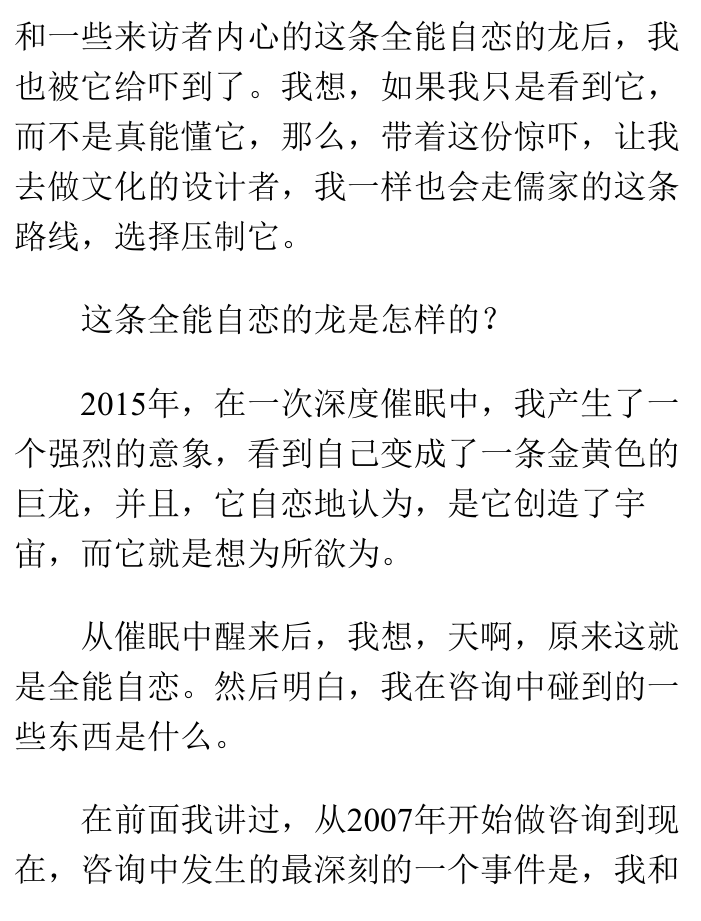 和一些来访者内心的这条全能自恋的龙后，我
也被它给吓到了。我想，如果我只是看到它，
而不是真能懂它，那么，带着这份惊吓，让我
去做文化的设计者，我一样也会走儒家的这条
路线，选择压制它。
这条全能自恋的龙是怎样的？
2015年，在一次深度催眠中，我产生了一
个强烈的意象，看到自己变成了一条金黄色的
巨龙，并且，它自恋地认为，是它创造了宇
宙，而它就是想为所欲为。
从催眠中醒来后，我想，天啊，原来这就
是全能自恋。然后明白，我在咨询中碰到的一
些东西是什么。
在前面我讲过，从2007年开始做咨询到现
在，咨询中发生的最深刻的一个事件是，我和